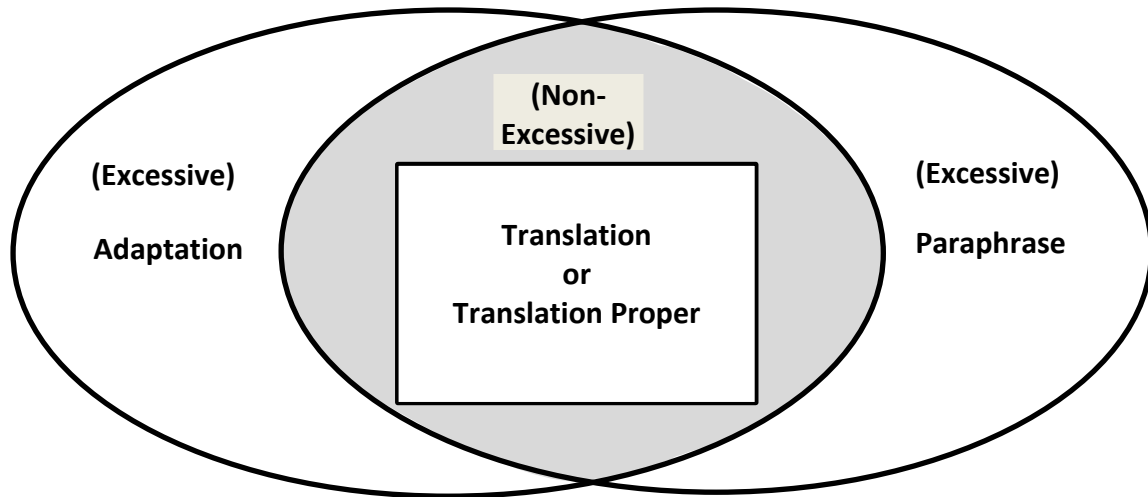 (Non-
Excessive)
(Excessive)
Adaptation
Translation
or
Translation Proper
(Excessive)
Paraphrase